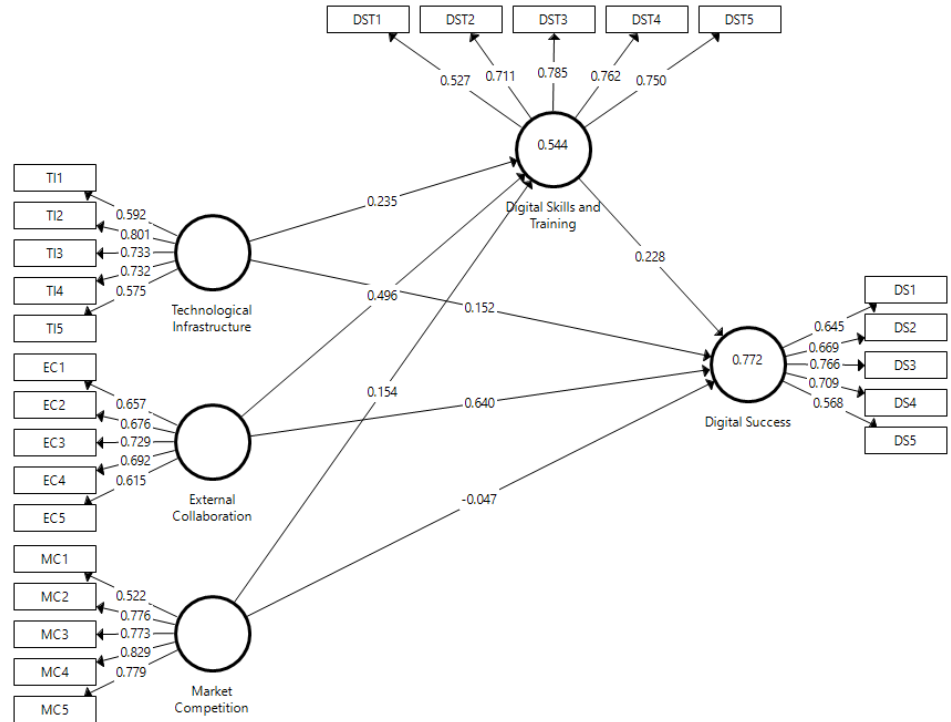 DST1
DST2
DST3
DST4
DST5
0.527
0.711
0.785
0.762
0.750
0.544
Digital Skills and
Training
TI1
TI2
TI3
TI4
TI5
0.592
0.801
0.733
0.732
0.575
Technological
Infrastructure
0.235
0.496
0.152
0.154
0.228
0.640
-0.047
EC1
EC2
EC3
EC4
EC5
0.657
0.676
0.729
0.692
0.615
External
Collaboration
MC1
MC2
MC3
MC4
MC5
0.522
0.776
0.773
0.829
0.779
Market
Competition
0.772
Digital Success
0.645
0.669
0.766
0.709
0.568
DS1
DS2
DS3
DS4
DS5